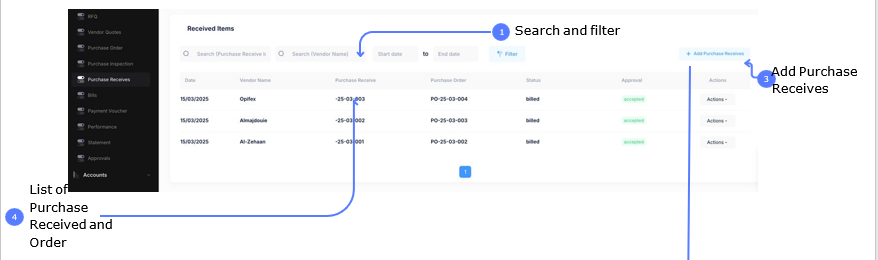 RFQ
Vendor Quotes
Purchase Order
Purchase Inspection
Purchase Receives
Bills
Payment Voucher
Performance
Statement
Approvals
Accounts
Received Items
1 Search and filter
Search (Purchase Receive Search (Vendor Name) Start date to End date Filter + Add Purchase Receives
3 Add Purchase
Receives
Date Vendor Name Purchase Receive Purchase Order Status Approval Actions
15/03/2025 Opifex -25-03-003 PO-25-03-004 billed accepted Actions
15/03/2025 Almajdouie -25-03-002 PO-25-03-003 billed accepted Actions
15/03/2025 Al-Zehaan -25-03-001 PO-25-03-002 billed accepted Actions
1
4 List of
Purchase
Received and
Order